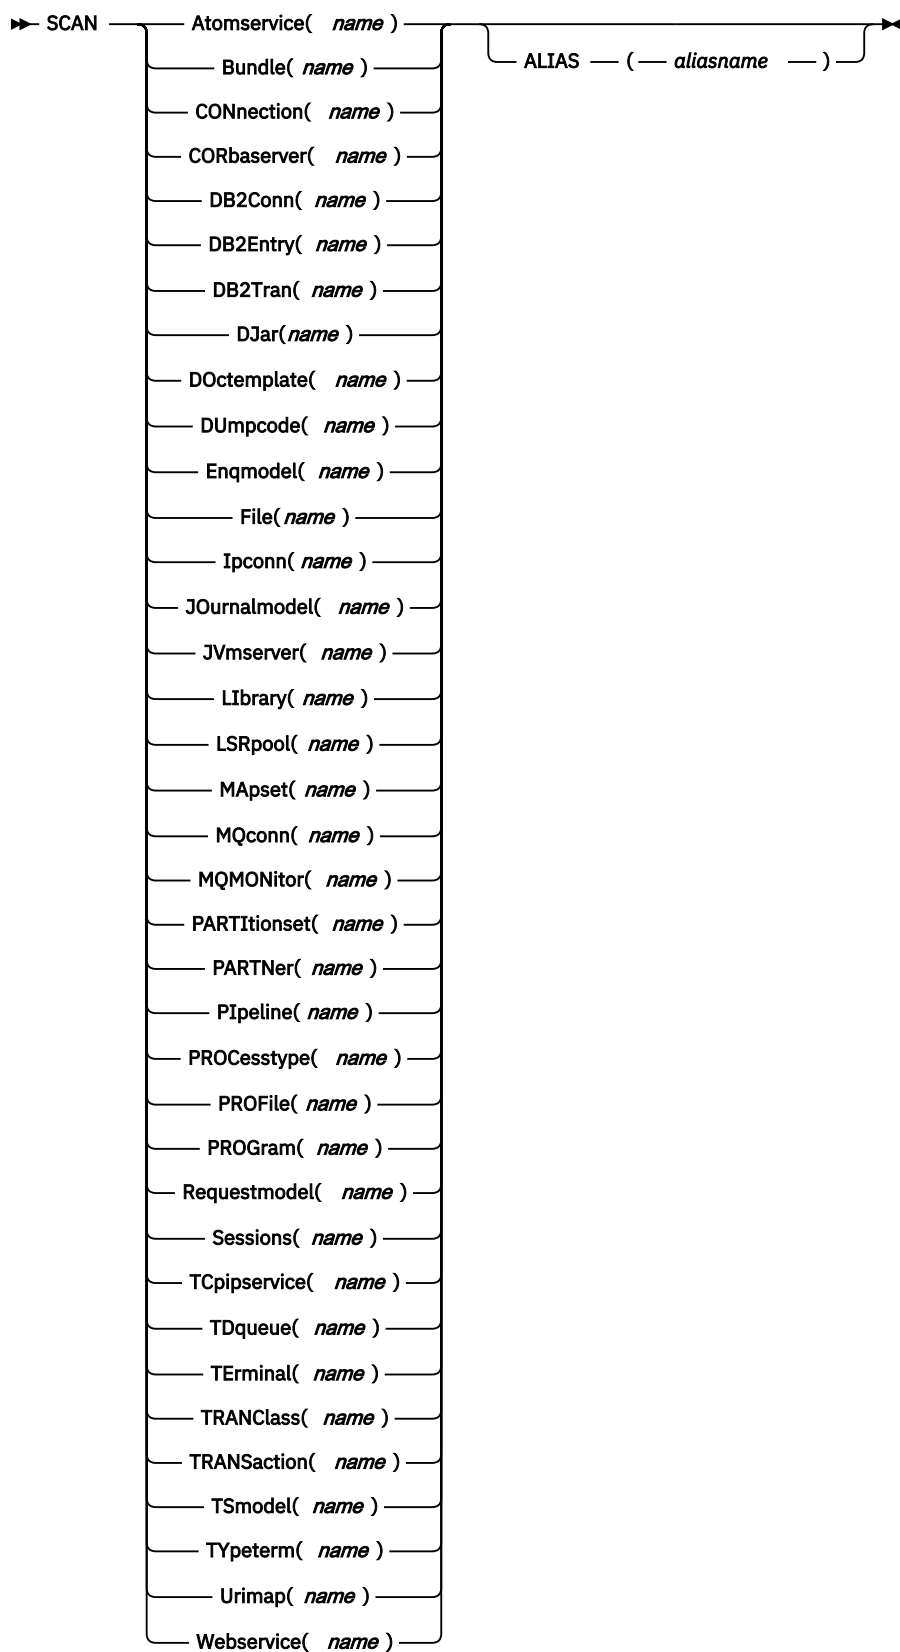 SCAN Atomservice( name )
ALIAS ( aliasname )
Bundle( name )
CONnection( name )
CORbaserver( name )
DB2Conn( name )
DB2Entry( name )
DB2Tran( name )
DJar(name )
DOctemplate( name )
DUmpcode( name )
Enqmodel( name )
File(name )
Ipconn( name )
JOurnalmodel( name )
JVmserver( name )
LIbrary( name )
LSRpool( name )
MApset( name )
MQconn( name )
MQMONitor( name )
PARTItionset( name )
PARTNer( name )
PIpeline( name )
PROCesstype( name )
PROFile( name )
PROGram( name )
Requestmodel( name )
Sessions( name )
TCpipservice( name )
TDqueue( name )
TErminal( name )
TRANClass( name )
TRANSaction( name )
TSmodel( name )
TYpeterm( name )
Urimap( name )
Webservice( name )